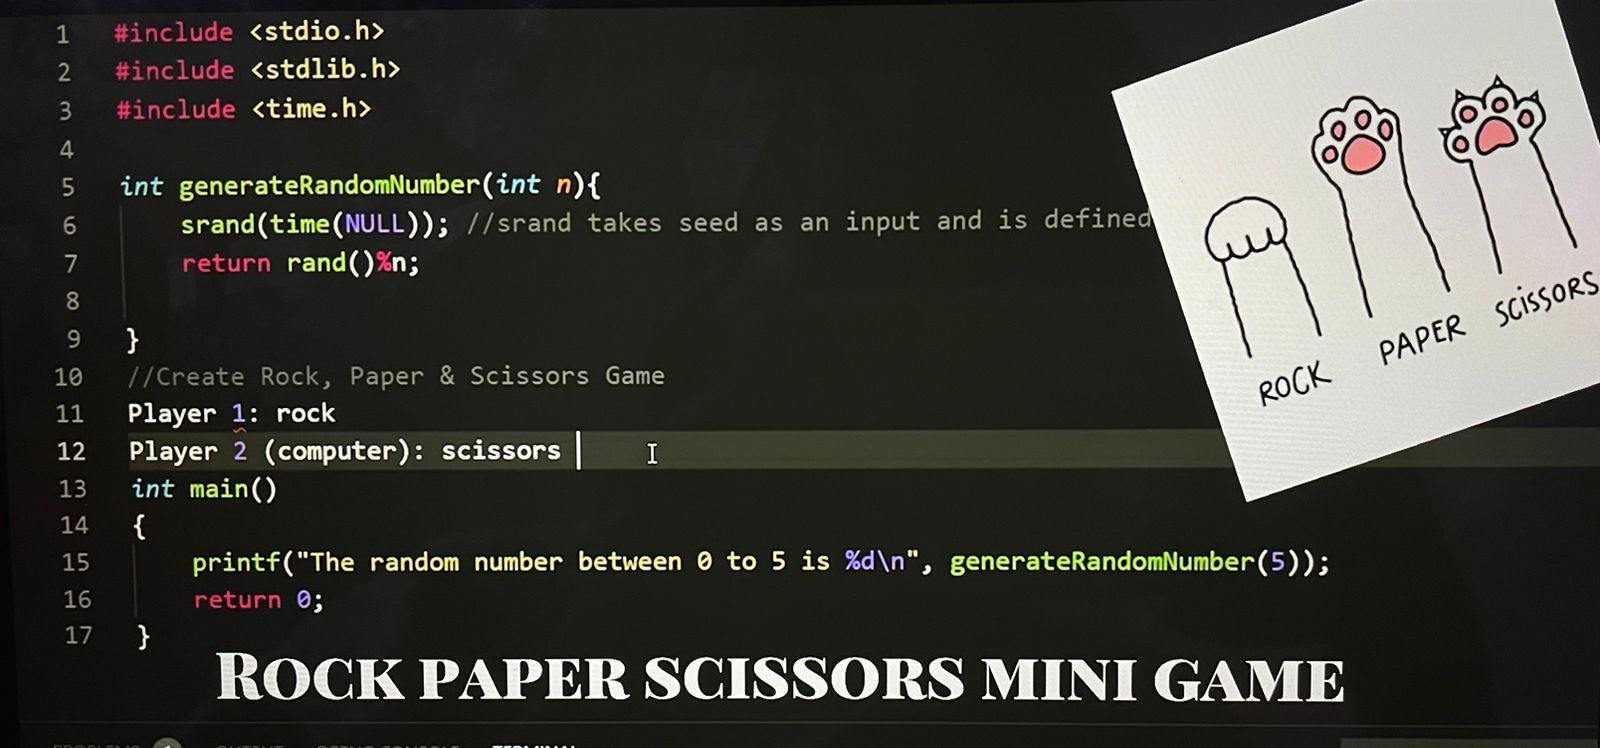 1 #include <stdio.h>
2 #include <stdlib.h>
3 #include <time.h>
4
5 int generateRandomNumber(int n){
6 srand(time(NULL)); //srand takes seed as an input and is defined
7 return rand()%n;
8
9 }
10 //Create Rock, Paper & Scissors Game
11 Player 1: rock
12 Player 2 (computer): scissors
13 int main()
14 {
15 printf("The random number between 0 to 5 is %d\n", generateRandomNumber(5));
16 return 0;
17 }
ROCK PAPER SCISSORS
ROCK PAPER SCISSORS MINI GAME
TERMINAL